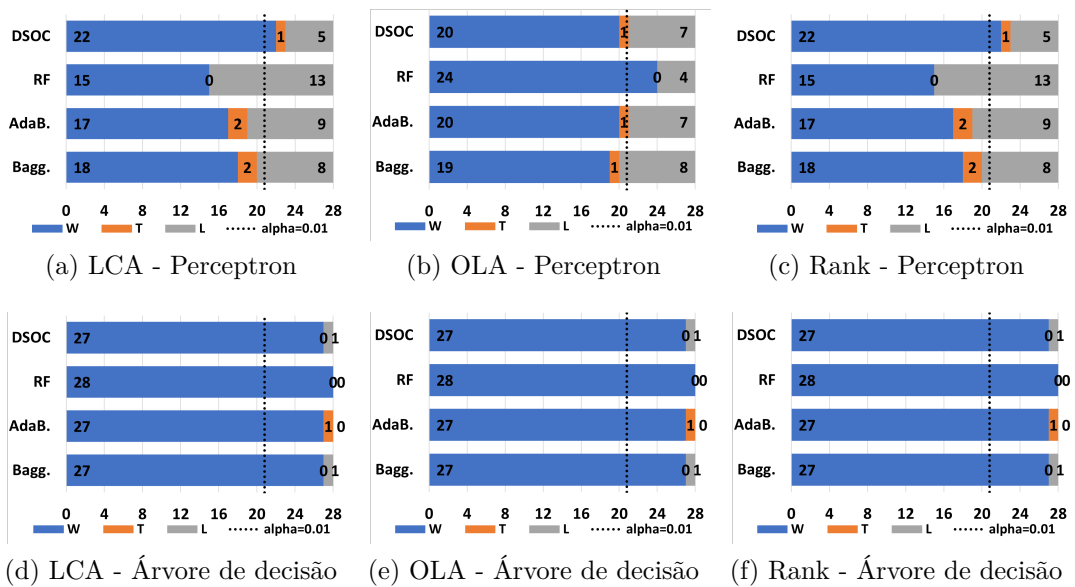 DSOC 22 1 5
RF 15 0 13
AdaB. 17 2 9
Bagg. 18 2 8
0 4 8 12 16 20 24 28
W T L alpha=0.01
(a) LCA - Perceptron
DSOC 20 1 7
RF 24 0 4
AdaB. 20 1 7
Bagg. 19 1 8
0 4 8 12 16 20 24 28
W T L alpha=0.01
(b) OLA - Perceptron
DSOC 22 1 5
RF 15 0 13
AdaB. 17 2 9
Bagg. 18 2 8
0 4 8 12 16 20 24 28
W T L alpha=0.01
(c) Rank - Perceptron
DSOC 27 0 1
RF 28 0 0
AdaB. 27 1 0
Bagg. 27 0 1
0 4 8 12 16 20 24 28
W T L alpha=0.01
(d) LCA - Árvore de decisão
DSOC 27 0 1
RF 28 0 0
AdaB. 27 1 0
Bagg. 27 0 1
0 4 8 12 16 20 24 28
W T L alpha=0.01
(e) OLA - Árvore de decisão
DSOC 27 0 1
RF 28 0 0
AdaB. 27 1 0
Bagg. 27 0 1
0 4 8 12 16 20 24 28
W T L alpha=0.01
(f) Rank - Árvore de decisão